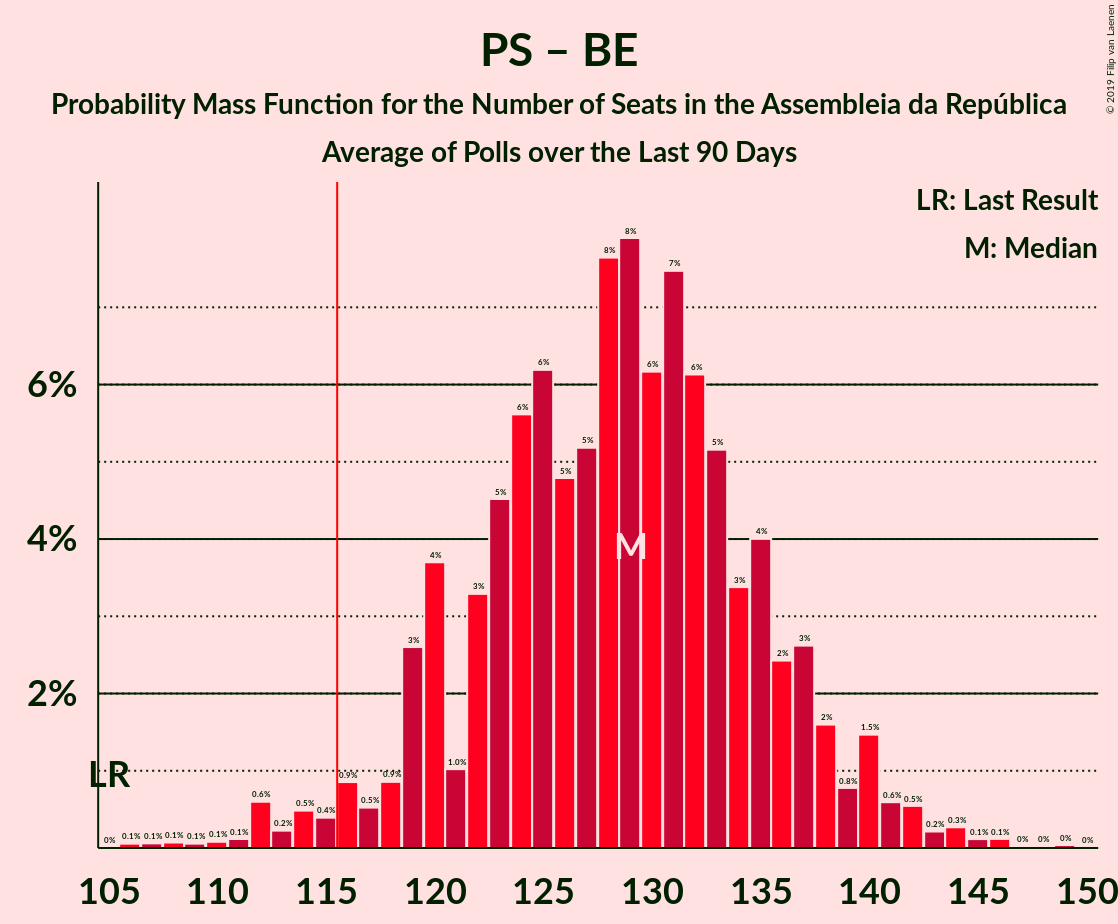 PS – BE
Probability Mass Function for the Number of Seats in the Assembleia da República
Average of Polls over the Last 90 Days
© 2019 Filip van Laenen
LR: Last Result
M: Median
6%
4%
2%
LR
M
0% 0.1% 0.1% 0.1% 0.1% 0.1% 0.1% 0.6% 0.2% 0.5% 0.4% 0.9% 0.5% 0.9% 3% 4% 1.0% 3% 5% 6% 6% 5% 5% 8% 8% 6% 7% 6% 5% 3% 4% 2% 3% 2% 0.8% 1.5% 0.6% 0.5% 0.2% 0.3% 0.1% 0.1% 0% 0% 0% 0%
105 110 115 120 125 130 135 140 145 150